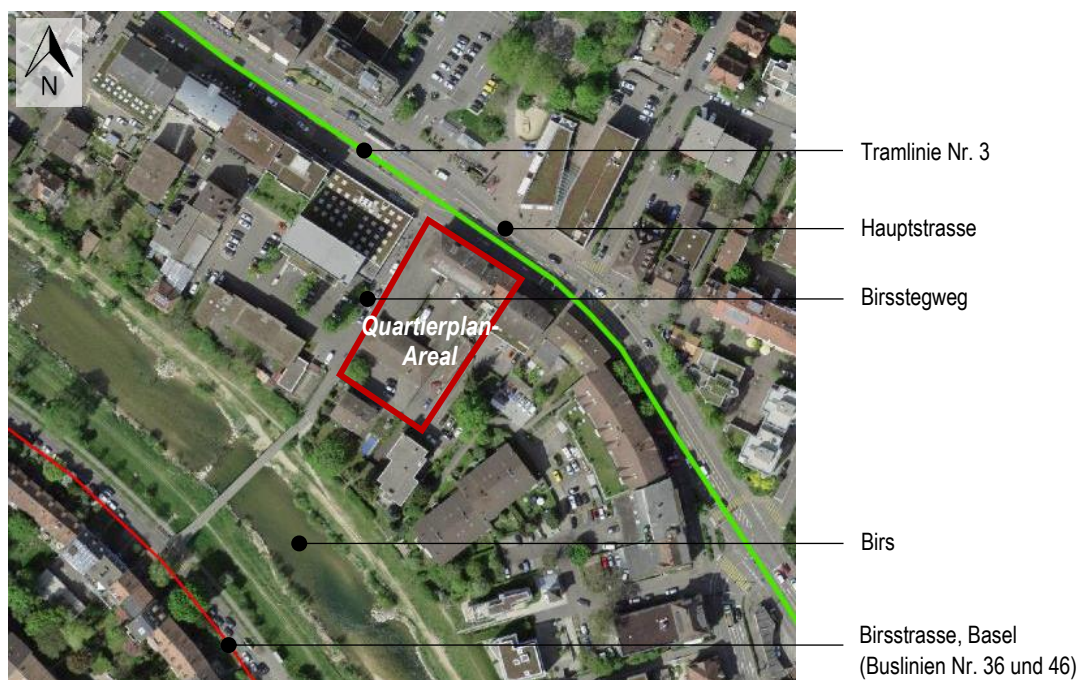 N
Tramlinie Nr. 3
Hauptstrasse
Birsstegweg
Quartierplan-
Areal
Birs
Birsstrasse, Basel
(Buslinien Nr. 36 und 46)